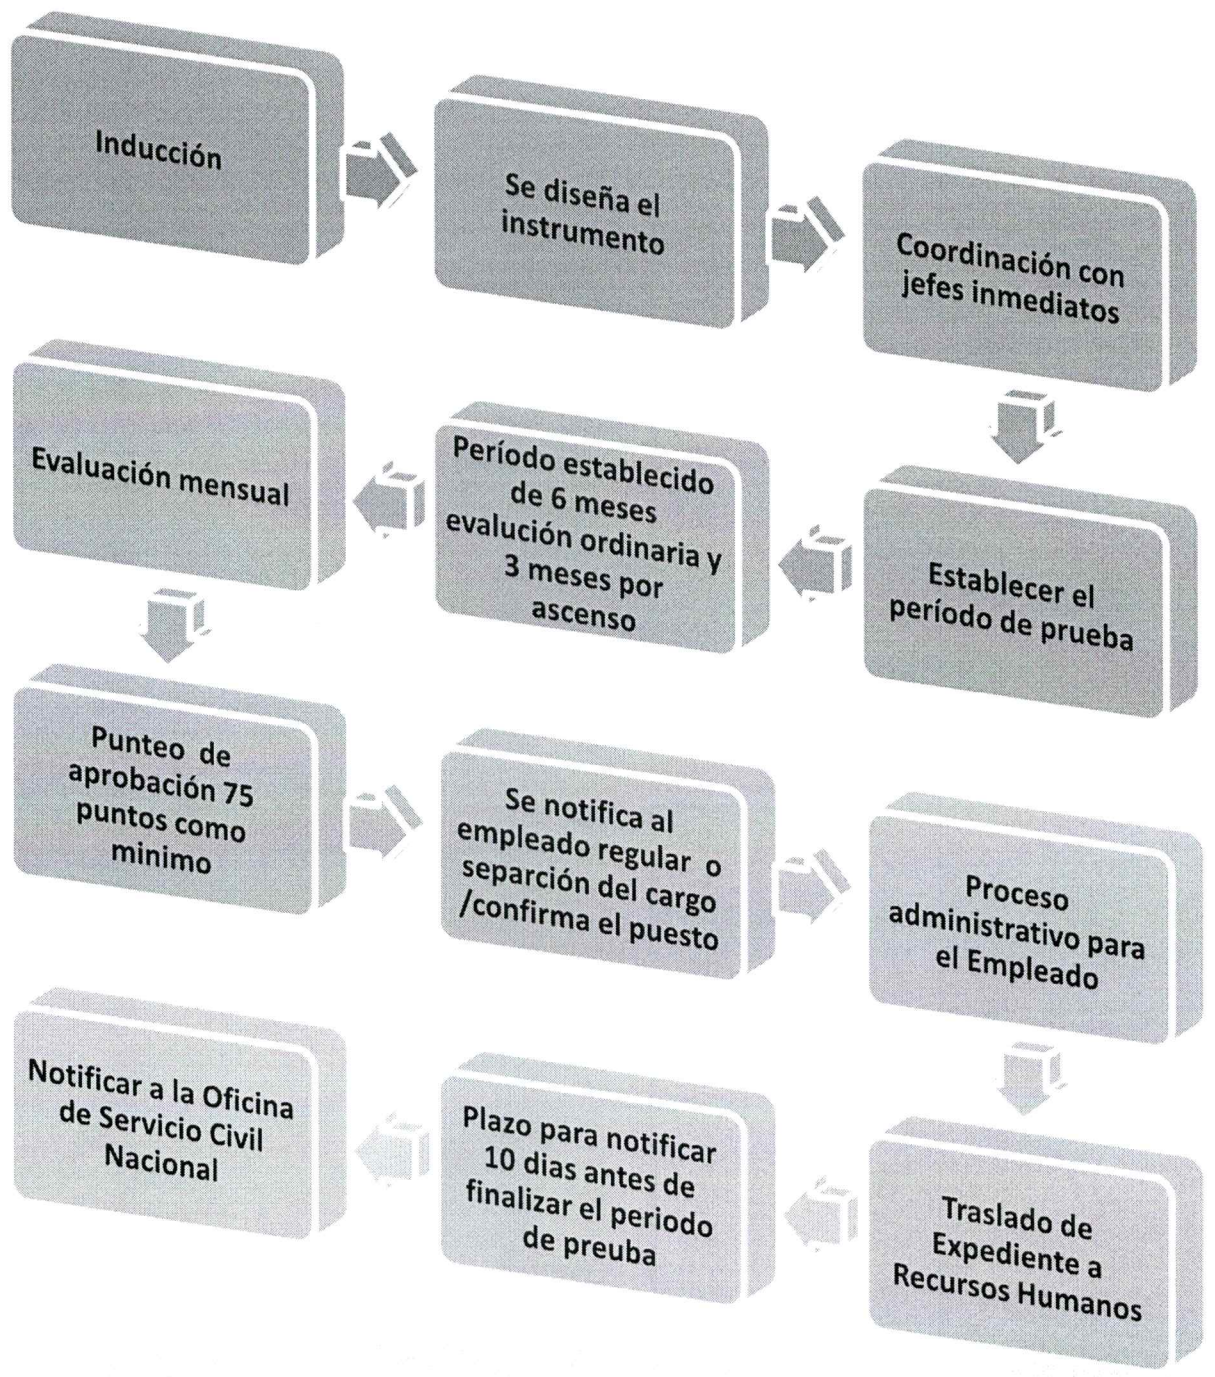 Inducción
Se diseña el
instrumento
Coordinación con
jefes inmediatos
Establecer el
período de prueba
Período establecido
de 6 meses
evalución ordinaria y
3 meses por
ascenso
Evaluación mensual
Punteo de
aprobación 75
puntos como
minimo
Se notifica al
empleado regular o
separción del cargo
/confirma el puesto
Proceso
administrativo para
el Empleado
Traslado de
Expediente a
Recursos Humanos
Plazo para notificar
10 dias antes de
finalizar el periodo
de preuba
Notificar a la Oficina
de Servicio Civil
Nacional